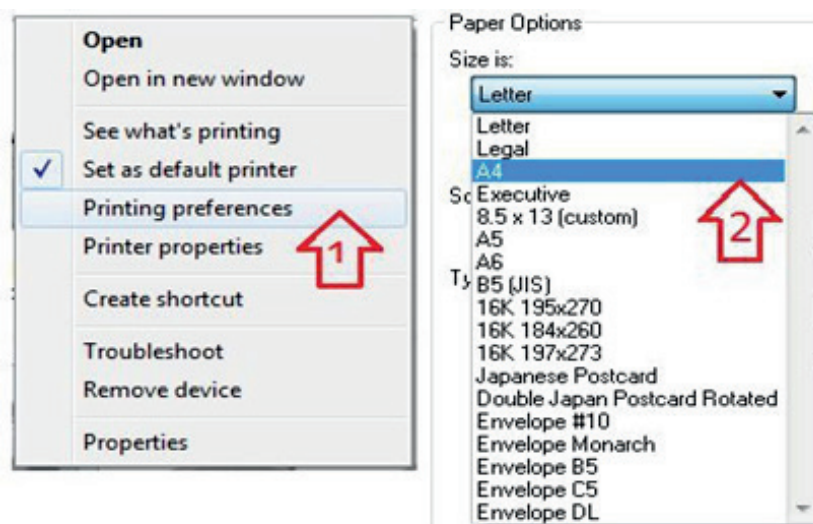 Open
Open in new window
See what's printing
Set as default printer
Printing preferences
1
Printer properties
Create shortcut
Troubleshoot
Remove device
Properties
Paper Options
Size is:
Letter
Letter
Legal
A4
Sc
Executive
8.5 x 13 (custom)
2
A5
A6
Ty
B5 (JIS)
16K 195x270
16K 184x260
16K 197x273
Japanese Postcard
Double Japan Postcard Rotated
Envelope #10
Envelope Monarch
Envelope B5
Envelope C5
Envelope DL